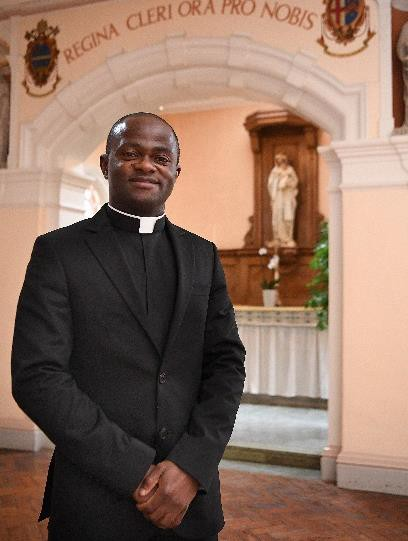 REGINA CLERI ORA PRO NOBIS